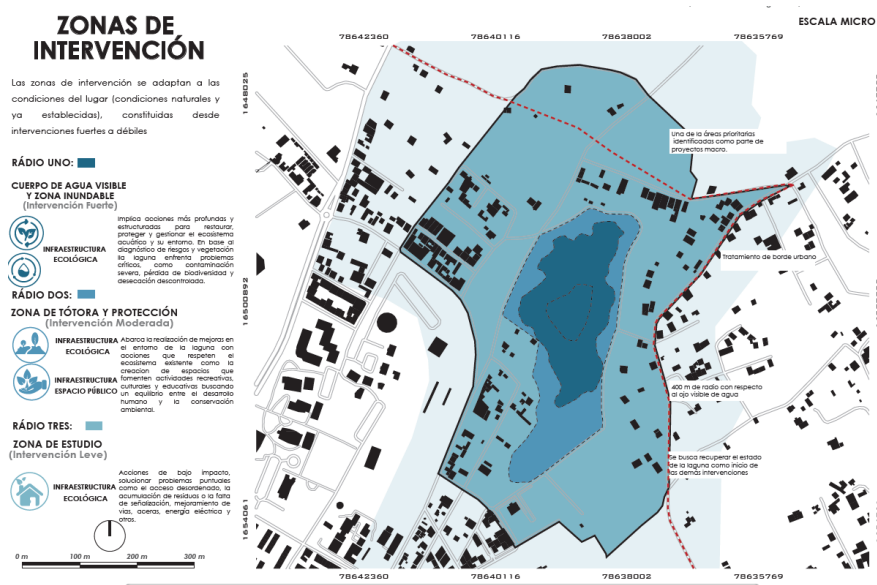 ZONAS DE
INTERVENCIÓN
Las zonas de intervención se adaptan a las
condiciones del lugar (condiciones naturales y
ya establecidas), constituidas desde
intervenciones fuertes a débiles
RÁDIO UNO:
CUERPO DE AGUA VISIBLE
Y ZONA INUNDABLE
(Intervención Fuerte)
INFRAESTRUCTURA
ECOLÓGICA
Implica acciones más profundas y
estructuradas para restaurar,
proteger y gestionar el ecosistema
acuático y su entorno. En base al
diagnóstico de riesgos y vegetación
la laguna enfrenta problemas
críticos, como contaminación
severa, pérdida de biodiversidad y
desecación descontrolada.
RÁDIO DOS:
ZONA DE TÓTORA Y PROTECCIÓN
(Intervención Moderada)
INFRAESTRUCTURA
ECOLÓGICA
INFRAESTRUCTURA
ESPACIO PÚBLICO
Abarca la realización de mejoras en
el entorno de la laguna con
acciones que respeten el
ecosistema existente como la
creacion de espacios que
fomenten actividades recreativas,
culturales y educativas buscando
un equilibrio entre el desarrollo
humano y la conservación
ambiental.
RÁDIO TRES:
ZONA DE ESTUDIO
(Intervención Leve)
INFRAESTRUCTURA
ECOLÓGICA
Acciones de bajo impacto,
solucionar problemas puntuales
como el acceso desordenado, la
acumulación de residuos o la falta
de señalización, mejoramiento de
vias, aceras, energía eléctrica y
otros.
0 m 100 m 200 m 300 m
ESCALA MICRO
78642360 78640116 78638002 78635769
1648025
16500892
1654061
Una de la áreas prioritarias
identificadas como parte de
proyectos macro.
Tratamiento de borde urbano
400 m de radio con respecto
al ojo visible de agua
Se busca recuperar el estado
de la laguna como inicio de
las demás intervenciones
78642360 78640116 78638002 78635769